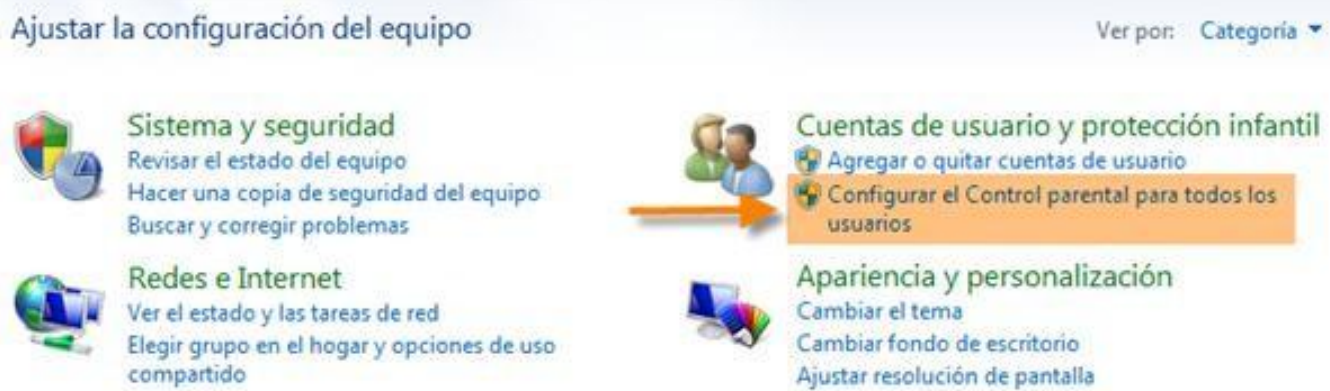 Ajustar la configuración del equipo
Ver por: Categoría
Sistema y seguridad
Revisar el estado del equipo
Hacer una copia de seguridad del equipo
Buscar y corregir problemas
Cuentas de usuario y protección infantil
Agregar o quitar cuentas de usuario
Configurar el Control parental para todos los
usuarios
Redes e Internet
Ver el estado y las tareas de red
Elegir grupo en el hogar y opciones de uso
compartido
Apariencia y personalización
Cambiar el tema
Cambiar fondo de escritorio
Ajustar resolución de pantalla